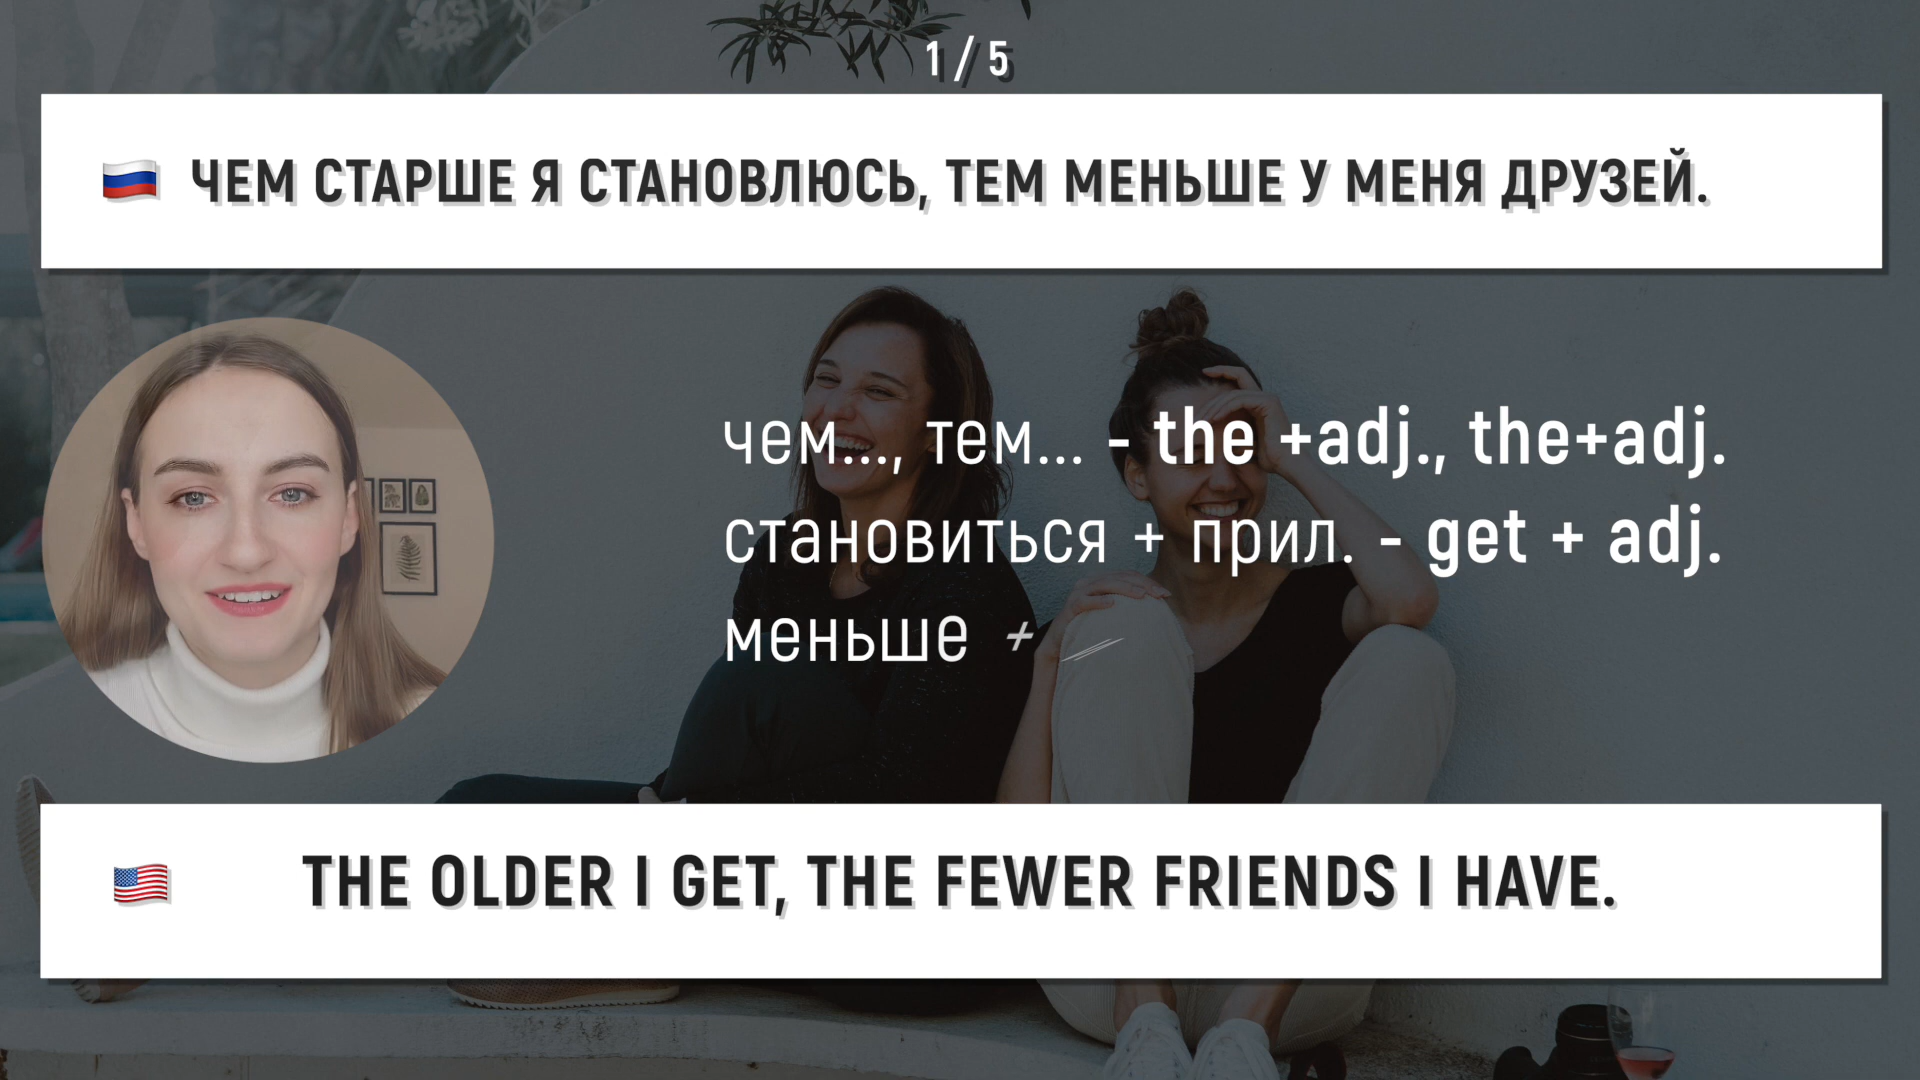 1 / 5
ЧЕМ СТАРШЕ Я СТАНОВЛЮСЬ, ТЕМ МЕНЬШЕ У МЕНЯ ДРУЗЕЙ.
чем..., тем... - the +adj., the+adj.
становиться + прил. - get + adj.
меньше +
THE OLDER I GET, THE FEWER FRIENDS I HAVE.